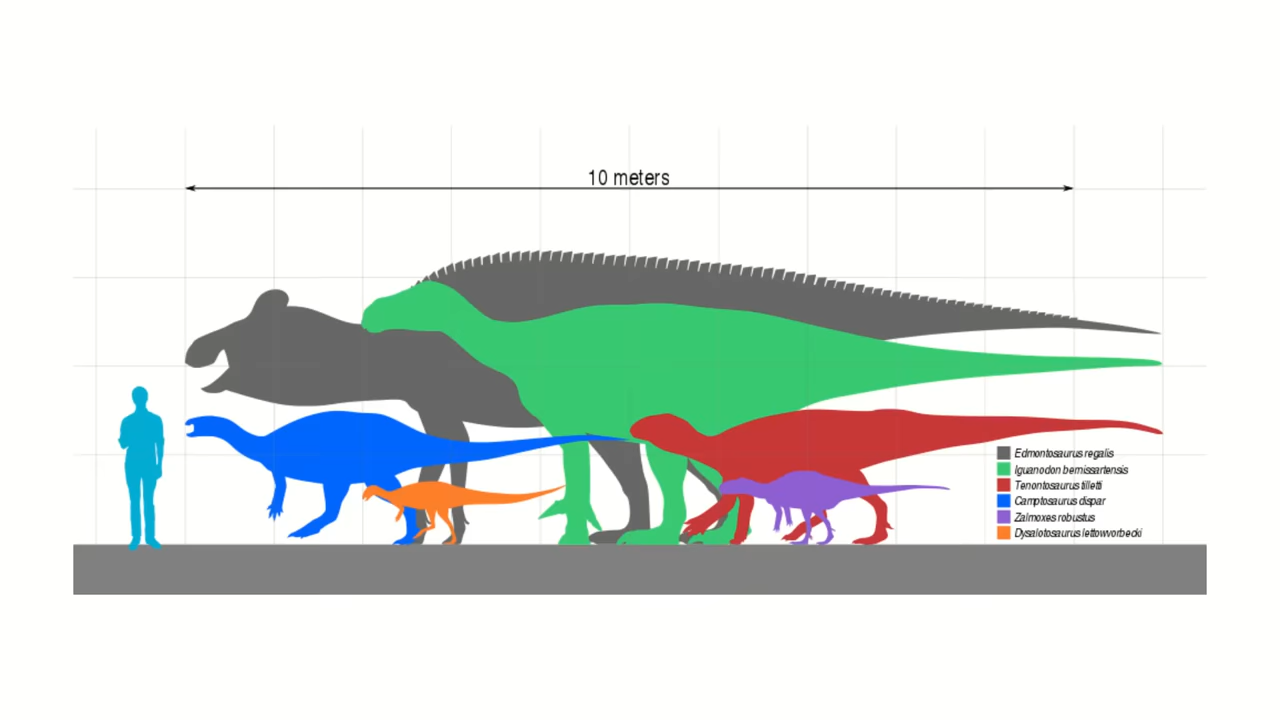 10 meters
Edmontosaurus regalis
Iguanodon bernissartensis
Tenontosaurus tilletti
Camptosaurus dispar
Zalmoxes robustus
Dysalotosaurus lettowvorbecki